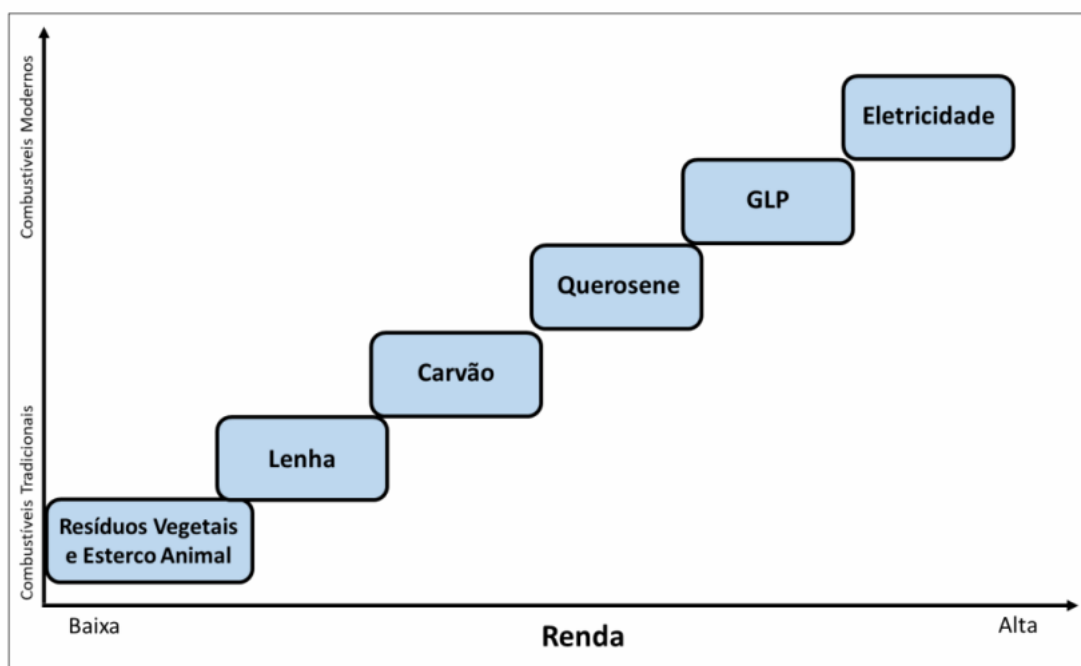 Combustíveis Modernos
Combustíveis Tradicionais
Eletricidade
GLP
Querosene
Carvão
Lenha
Resíduos Vegetais
e Esterco Animal
Baixa
Renda
Alta